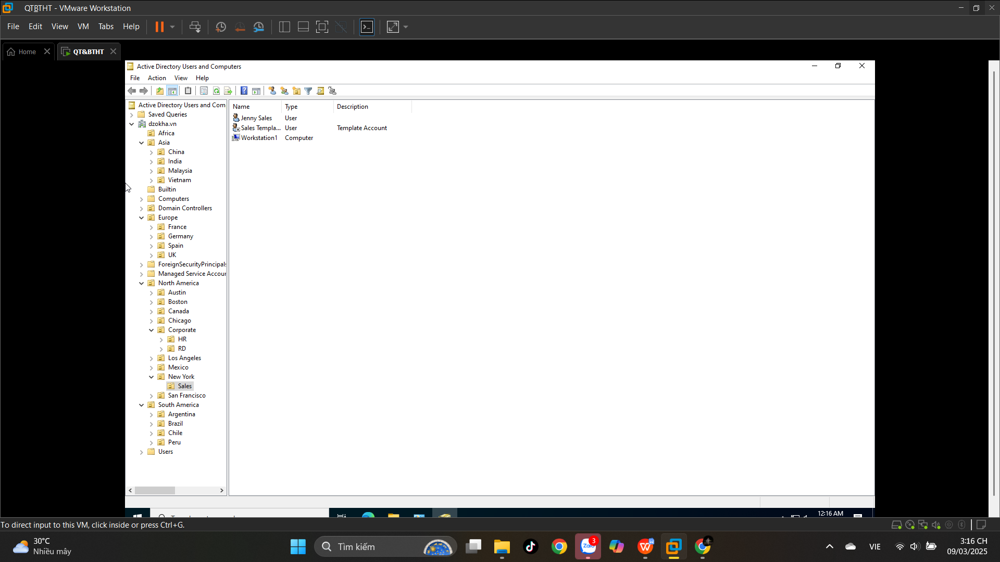 QTBTHT - VMware Workstation
File Edit View VM Tabs Help
Home QT&BTHT
Active Directory Users and Computers
File Action View Help
Active Directory Users and Com
Saved Queries
dzokha.vn
Africa
Asia
China
India
Malaysia
Vietnam
Builtin
Computers
Domain Controllers
Europe
France
Germany
Spain
UK
ForeignSecurityPrincipals
Managed Service Accour
North America
Austin
Boston
Canada
Chicago
Corporate
HR
RD
Los Angeles
Mexico
New York
Sales
San Francisco
South America
Argentina
Brazil
Chile
Peru
Users
Name Type Description
Jenny Sales User
Sales Templa... User Template Account
Workstation1 Computer
12:16 AM
To direct input to this VM, click inside or press Ctrl+G.
30°C
Nhiều mây
Tìm kiếm
Zalo
3
VIE
3:16 CH
09/03/2025